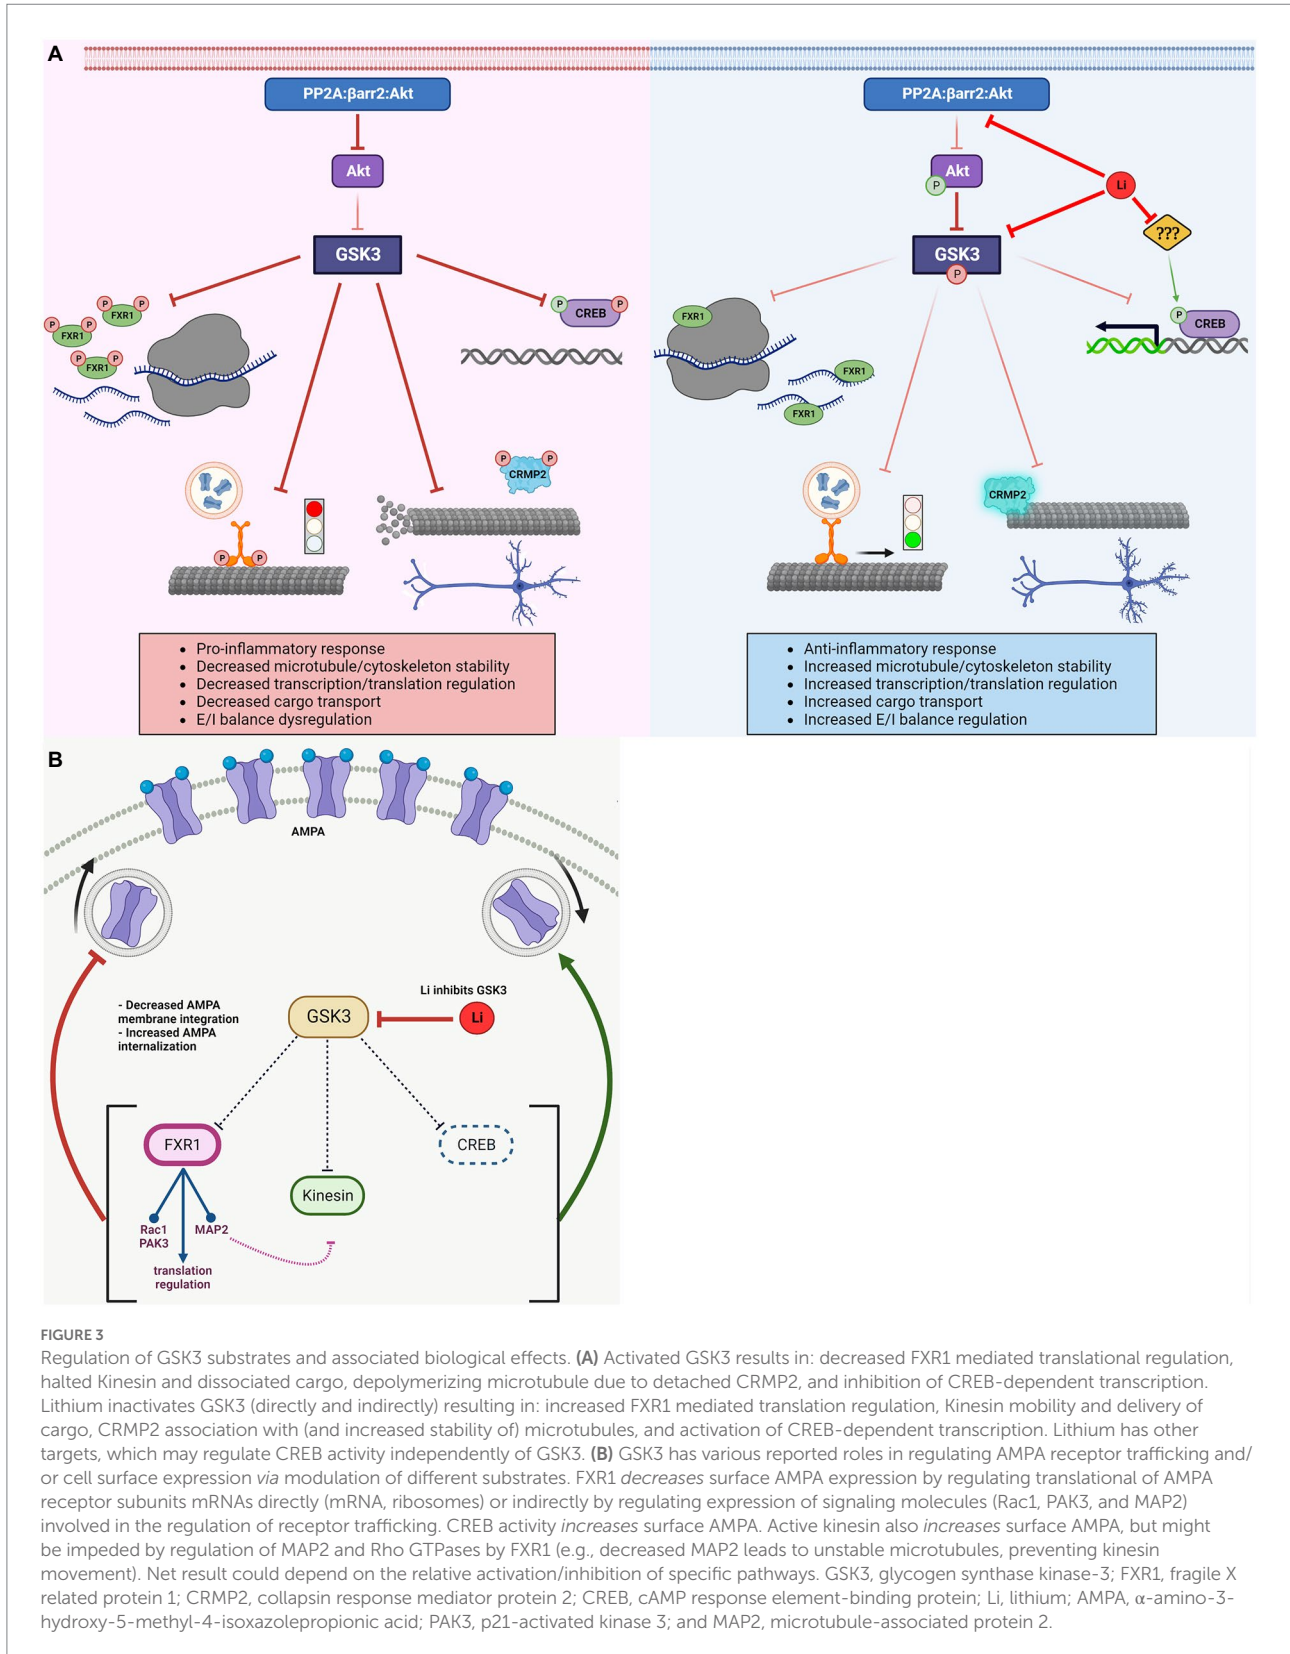 A
PP2A:βarr2:Akt
Akt
GSK3
P
P
FXR1
P
P
FXR1
P
P
FXR1
P
P
CREB
P
P
CRMP2
P
P
• Pro-inflammatory response
• Decreased microtubule/cytoskeleton stability
• Decreased transcription/translation regulation
• Decreased cargo transport
• E/I balance dysregulation
PP2A:βarr2:Akt
Akt
P
Li
???
GSK3
P
FXR1
FXR1
FXR1
P
CREB
CRMP2
• Anti-inflammatory response
• Increased microtubule/cytoskeleton stability
• Increased transcription/translation regulation
• Increased cargo transport
• Increased E/I balance regulation
B
AMPA
- Decreased AMPA
membrane integration
- Increased AMPA
internalization
Li inhibits GSK3
GSK3
Li
FXR1
CREB
Kinesin
Rac1
PAK3
MAP2
translation
regulation
FIGURE 3
Regulation of GSK3 substrates and associated biological effects. (A) Activated GSK3 results in: decreased FXR1 mediated translational regulation,
halted Kinesin and dissociated cargo, depolymerizing microtubule due to detached CRMP2, and inhibition of CREB-dependent transcription.
Lithium inactivates GSK3 (directly and indirectly) resulting in: increased FXR1 mediated translation regulation, Kinesin mobility and delivery of
cargo, CRMP2 association with (and increased stability of) microtubules, and activation of CREB-dependent transcription. Lithium has other
targets, which may regulate CREB activity independently of GSK3. (B) GSK3 has various reported roles in regulating AMPA receptor trafficking and/
or cell surface expression via modulation of different substrates. FXR1 decreases surface AMPA expression by regulating translational of AMPA
receptor subunits mRNAs directly (mRNA, ribosomes) or indirectly by regulating expression of signaling molecules (Rac1, PAK3, and MAP2)
involved in the regulation of receptor trafficking. CREB activity increases surface AMPA. Active kinesin also increases surface AMPA, but might
be impeded by regulation of MAP2 and Rho GTPases by FXR1 (e.g., decreased MAP2 leads to unstable microtubules, preventing kinesin
movement). Net result could depend on the relative activation/inhibition of specific pathways. GSK3, glycogen synthase kinase-3; FXR1, fragile X
related protein 1; CRMP2, collapsin response mediator protein 2; CREB, cAMP response element-binding protein; Li, lithium; AMPA, α-amino-3-
hydroxy-5-methyl-4-isoxazolepropionic acid; PAK3, p21-activated kinase 3; and MAP2, microtubule-associated protein 2.